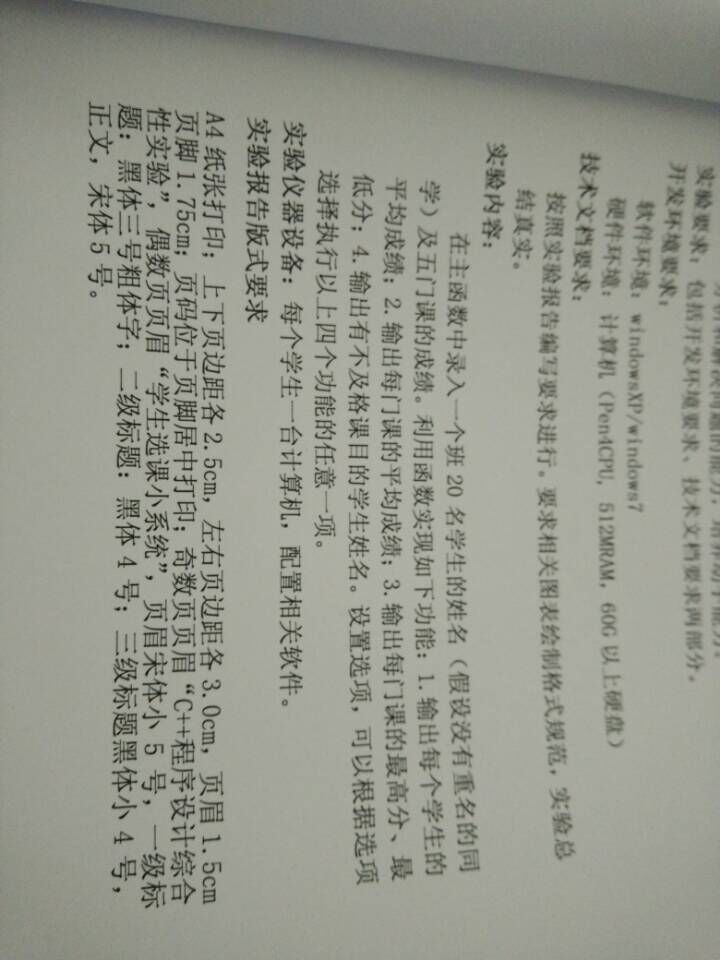 分析和解决问题的能力，培养动手能力。
实验要求：包括开发环境要求、技术文档要求两部分。
开发环境要求：
软件环境：windowsXP/windows7
硬件环境：计算机（Pen4CPU, 512MRAM，60G 以上硬盘）
技术文档要求：
按照实验报告编写要求进行。要求相关图表绘制格式规范，实验总
结真实。
实验内容：
在主函数中录入一个班 20 名学生的姓名（假设没有重名的同
学）及五门课的成绩。利用函数实现如下功能：1.输出每个学生的
平均成绩；2.输出每门课的平均成绩；3.输出每门课的最高分、最
低分；4.输出有不及格课目的学生姓名。设置选项，可以根据选项
选择执行以上四个功能的任意一项。
实验仪器设备：每个学生一台计算机，配置相关软件。
实验报告版式要求
A4 纸张打印；上下页边距各 2.5cm，左右页边距各 3.0cm，页眉 1.5cm
页脚 1.75cm；页码位于页脚居中打印；奇数页页眉“C++程序设计综合
性实验”，偶数页页眉“学生选课小系统”，页眉宋体小 5 号，一级标
题：黑体三号粗体字；二级标题：黑体 4 号；三级标题黑体小 4 号，
正文，宋体 5 号。